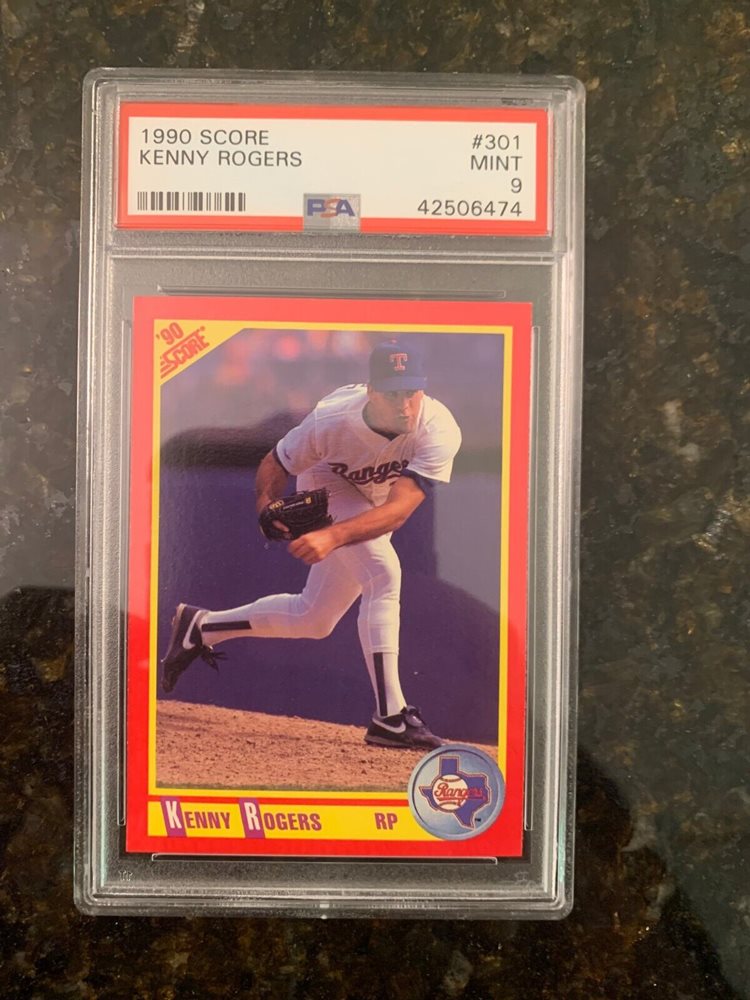 1990 SCORE #301
KENNY ROGERS MINT
9
PSA 42506474
'90
SCORE
T
Rangers
Rangers
KENNY ROGERS RP